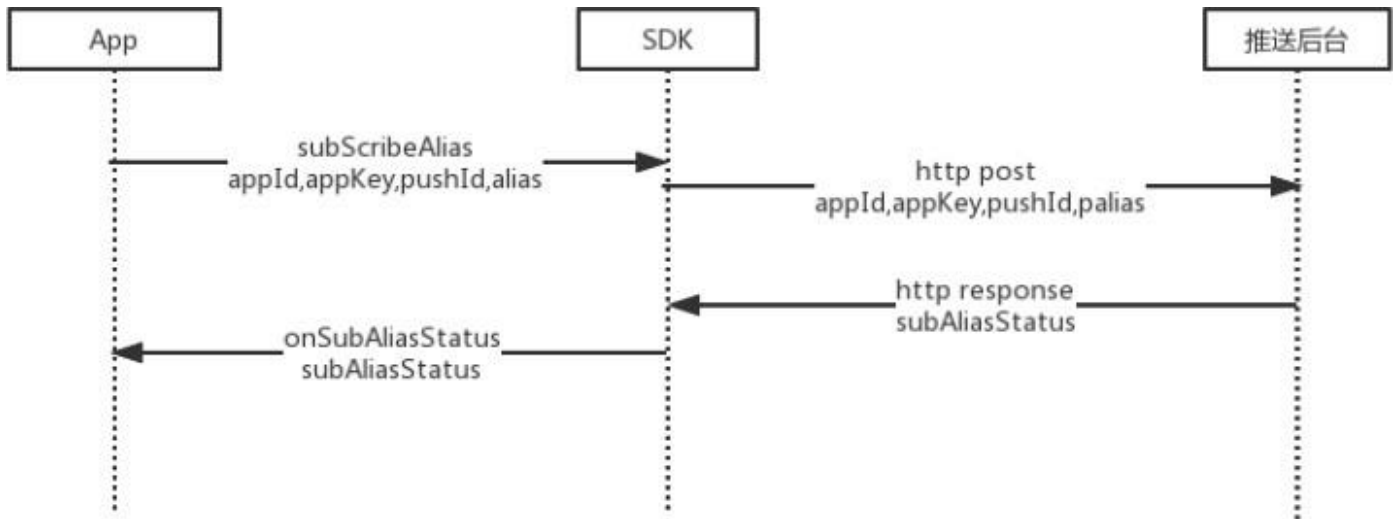 App
SDK
推送后台
subScribeAlias
appId,appKey,pushId,alias
http post
appId,appKey,pushId,palias
http response
subAliasStatus
onSubAliasStatus
subAliasStatus